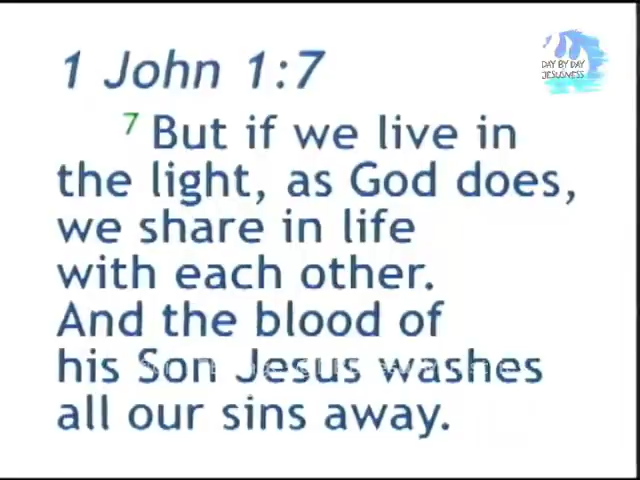 1 John 1:7
DAY BY DAY
JESUSNESS
7 But if we live in
the light, as God does,
we share in life
with each other.
And the blood of
his Son Jesus washes
all our sins away.